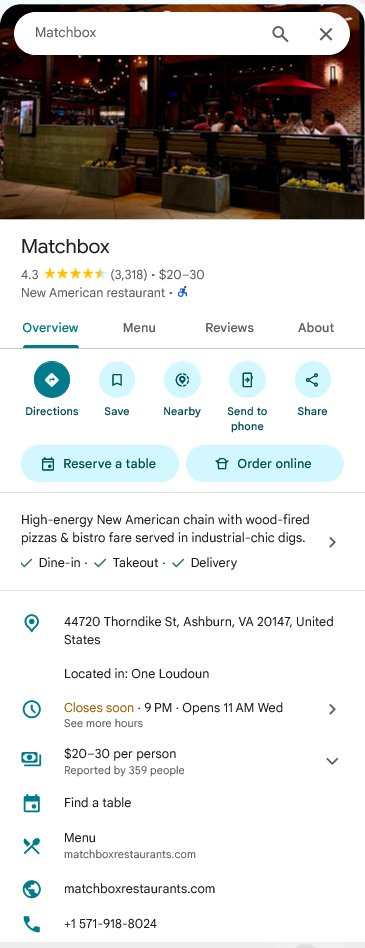 Matchbox
Matchbox
4.3 (3,318) · $20–30
New American restaurant ·
Overview Menu Reviews About
Directions Save Nearby Send to phone Share
Reserve a table Order online
High-energy New American chain with wood-fired
pizzas & bistro fare served in industrial-chic digs.
Dine-in · Takeout · Delivery
44720 Thorndike St, Ashburn, VA 20147, United
States
Located in: One Loudoun
Closes soon · 9 PM · Opens 11 AM Wed
See more hours
$20–30 per person
Reported by 359 people
Find a table
Menu
matchboxrestaurants.com
matchboxrestaurants.com
+1 571-918-8024